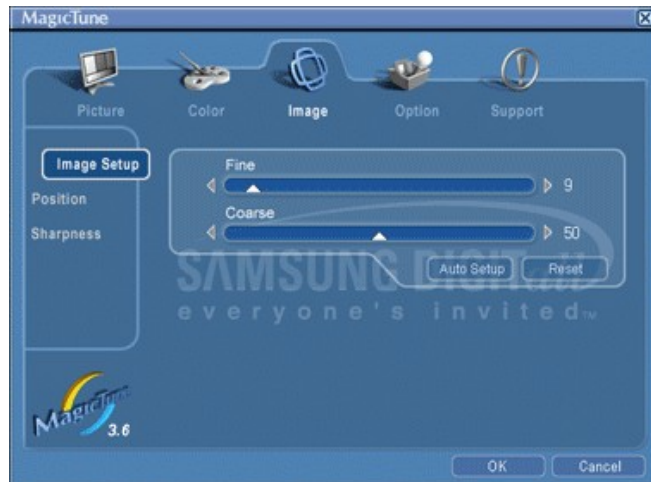 MagicTune
Picture Color Image Option Support
Image Setup
Position
Sharpness
Fine
9
Coarse
50
Auto Setup Reset
SAMSUNG DIGITall
everyone's invited™
MagicTune
3.6
OK Cancel